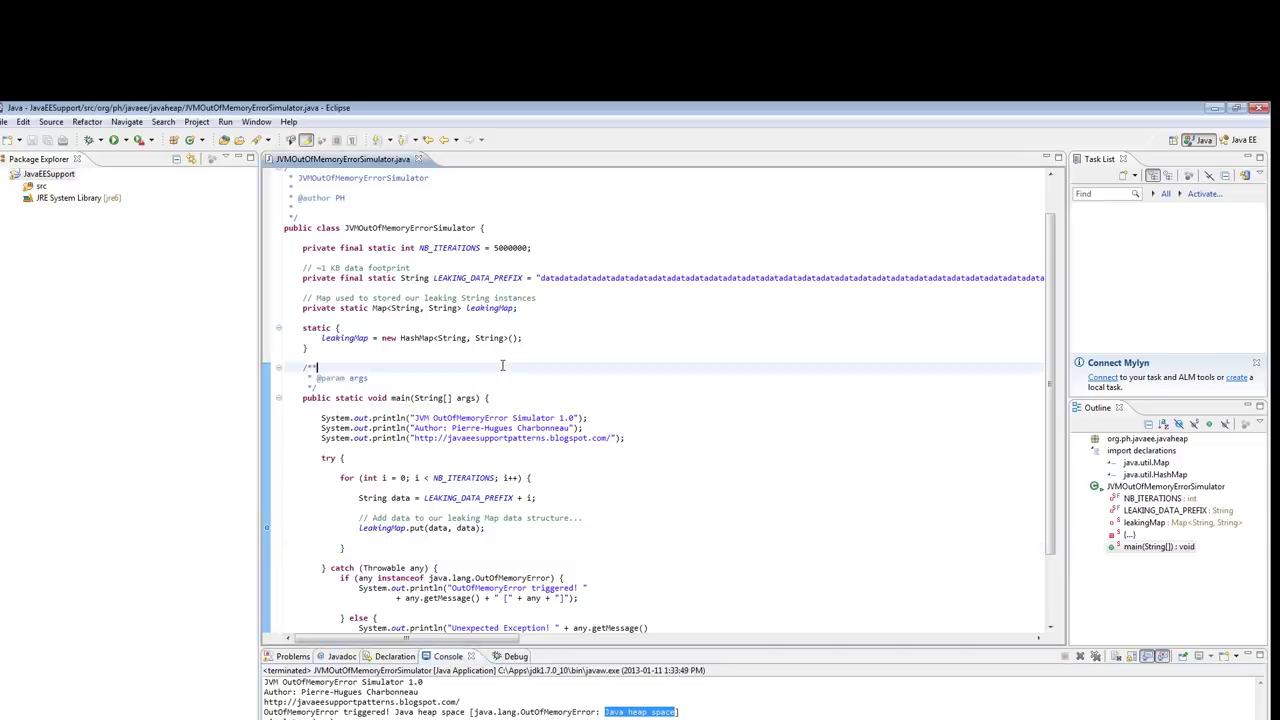 Java - JavaEESupport/src/org/ph/javaee/javaheap/JVMOutOfMemoryErrorSimulator.java - Eclipse
File Edit Source Refactor Navigate Search Project Run Window Help
Java Java EE
Package Explorer
JavaEESupport
src
JRE System Library [jre6]
JVMOutOfMemoryErrorSimulator.java
* JVMOutOfMemoryErrorSimulator
*
* @author PH
*
*/
public class JVMOutOfMemoryErrorSimulator {
private final static int NB_ITERATIONS = 5000000;
// ~1 KB data footprint
private final static String LEAKING_DATA_PREFIX = "datadatadatadatadatadatadatadatadatadatadatadatadatadatadatadatadatadatadatadatadatadatadatadatadatadata
// Map used to stored our leaking String instances
private static Map<String, String> leakingMap;
static {
leakingMap = new HashMap<String, String>();
}
/**
* @param args
*/
public static void main(String[] args) {
System.out.println("JVM OutOfMemoryError Simulator 1.0");
System.out.println("Author: Pierre-Hugues Charbonneau");
System.out.println("http://javaeesupportpatterns.blogspot.com/");
try {
for (int i = 0; i < NB_ITERATIONS; i++) {
String data = LEAKING_DATA_PREFIX + i;
// Add data to our leaking Map data structure...
leakingMap.put(data, data);
}
} catch (Throwable any) {
if (any instanceof java.lang.OutOfMemoryError) {
System.out.println("OutOfMemoryError triggered! "
+ any.getMessage() + " [" + any + "]");
} else {
System.out.println("Unexpected Exception! " + any.getMessage()
Task List
Find All Activate...
Connect Mylyn
Connect to your task and ALM tools or create a
local task.
Outline
org.ph.javaee.javaheap
import declarations
java.util.Map
java.util.HashMap
JVMOutOfMemoryErrorSimulator
NB_ITERATIONS : int
LEAKING_DATA_PREFIX : String
leakingMap : Map<String, String>
{...}
main(String[]) : void
Problems Javadoc Declaration Console Debug
<terminated> JVMOutOfMemoryErrorSimulator [Java Application] C:\Apps\jdk1.7.0_10\bin\javaw.exe (2013-01-11 1:33:49 PM)
JVM OutOfMemoryError Simulator 1.0
Author: Pierre-Hugues Charbonneau
http://javaeesupportpatterns.blogspot.com/
OutOfMemoryError triggered! Java heap space [java.lang.OutOfMemoryError: Java heap space]